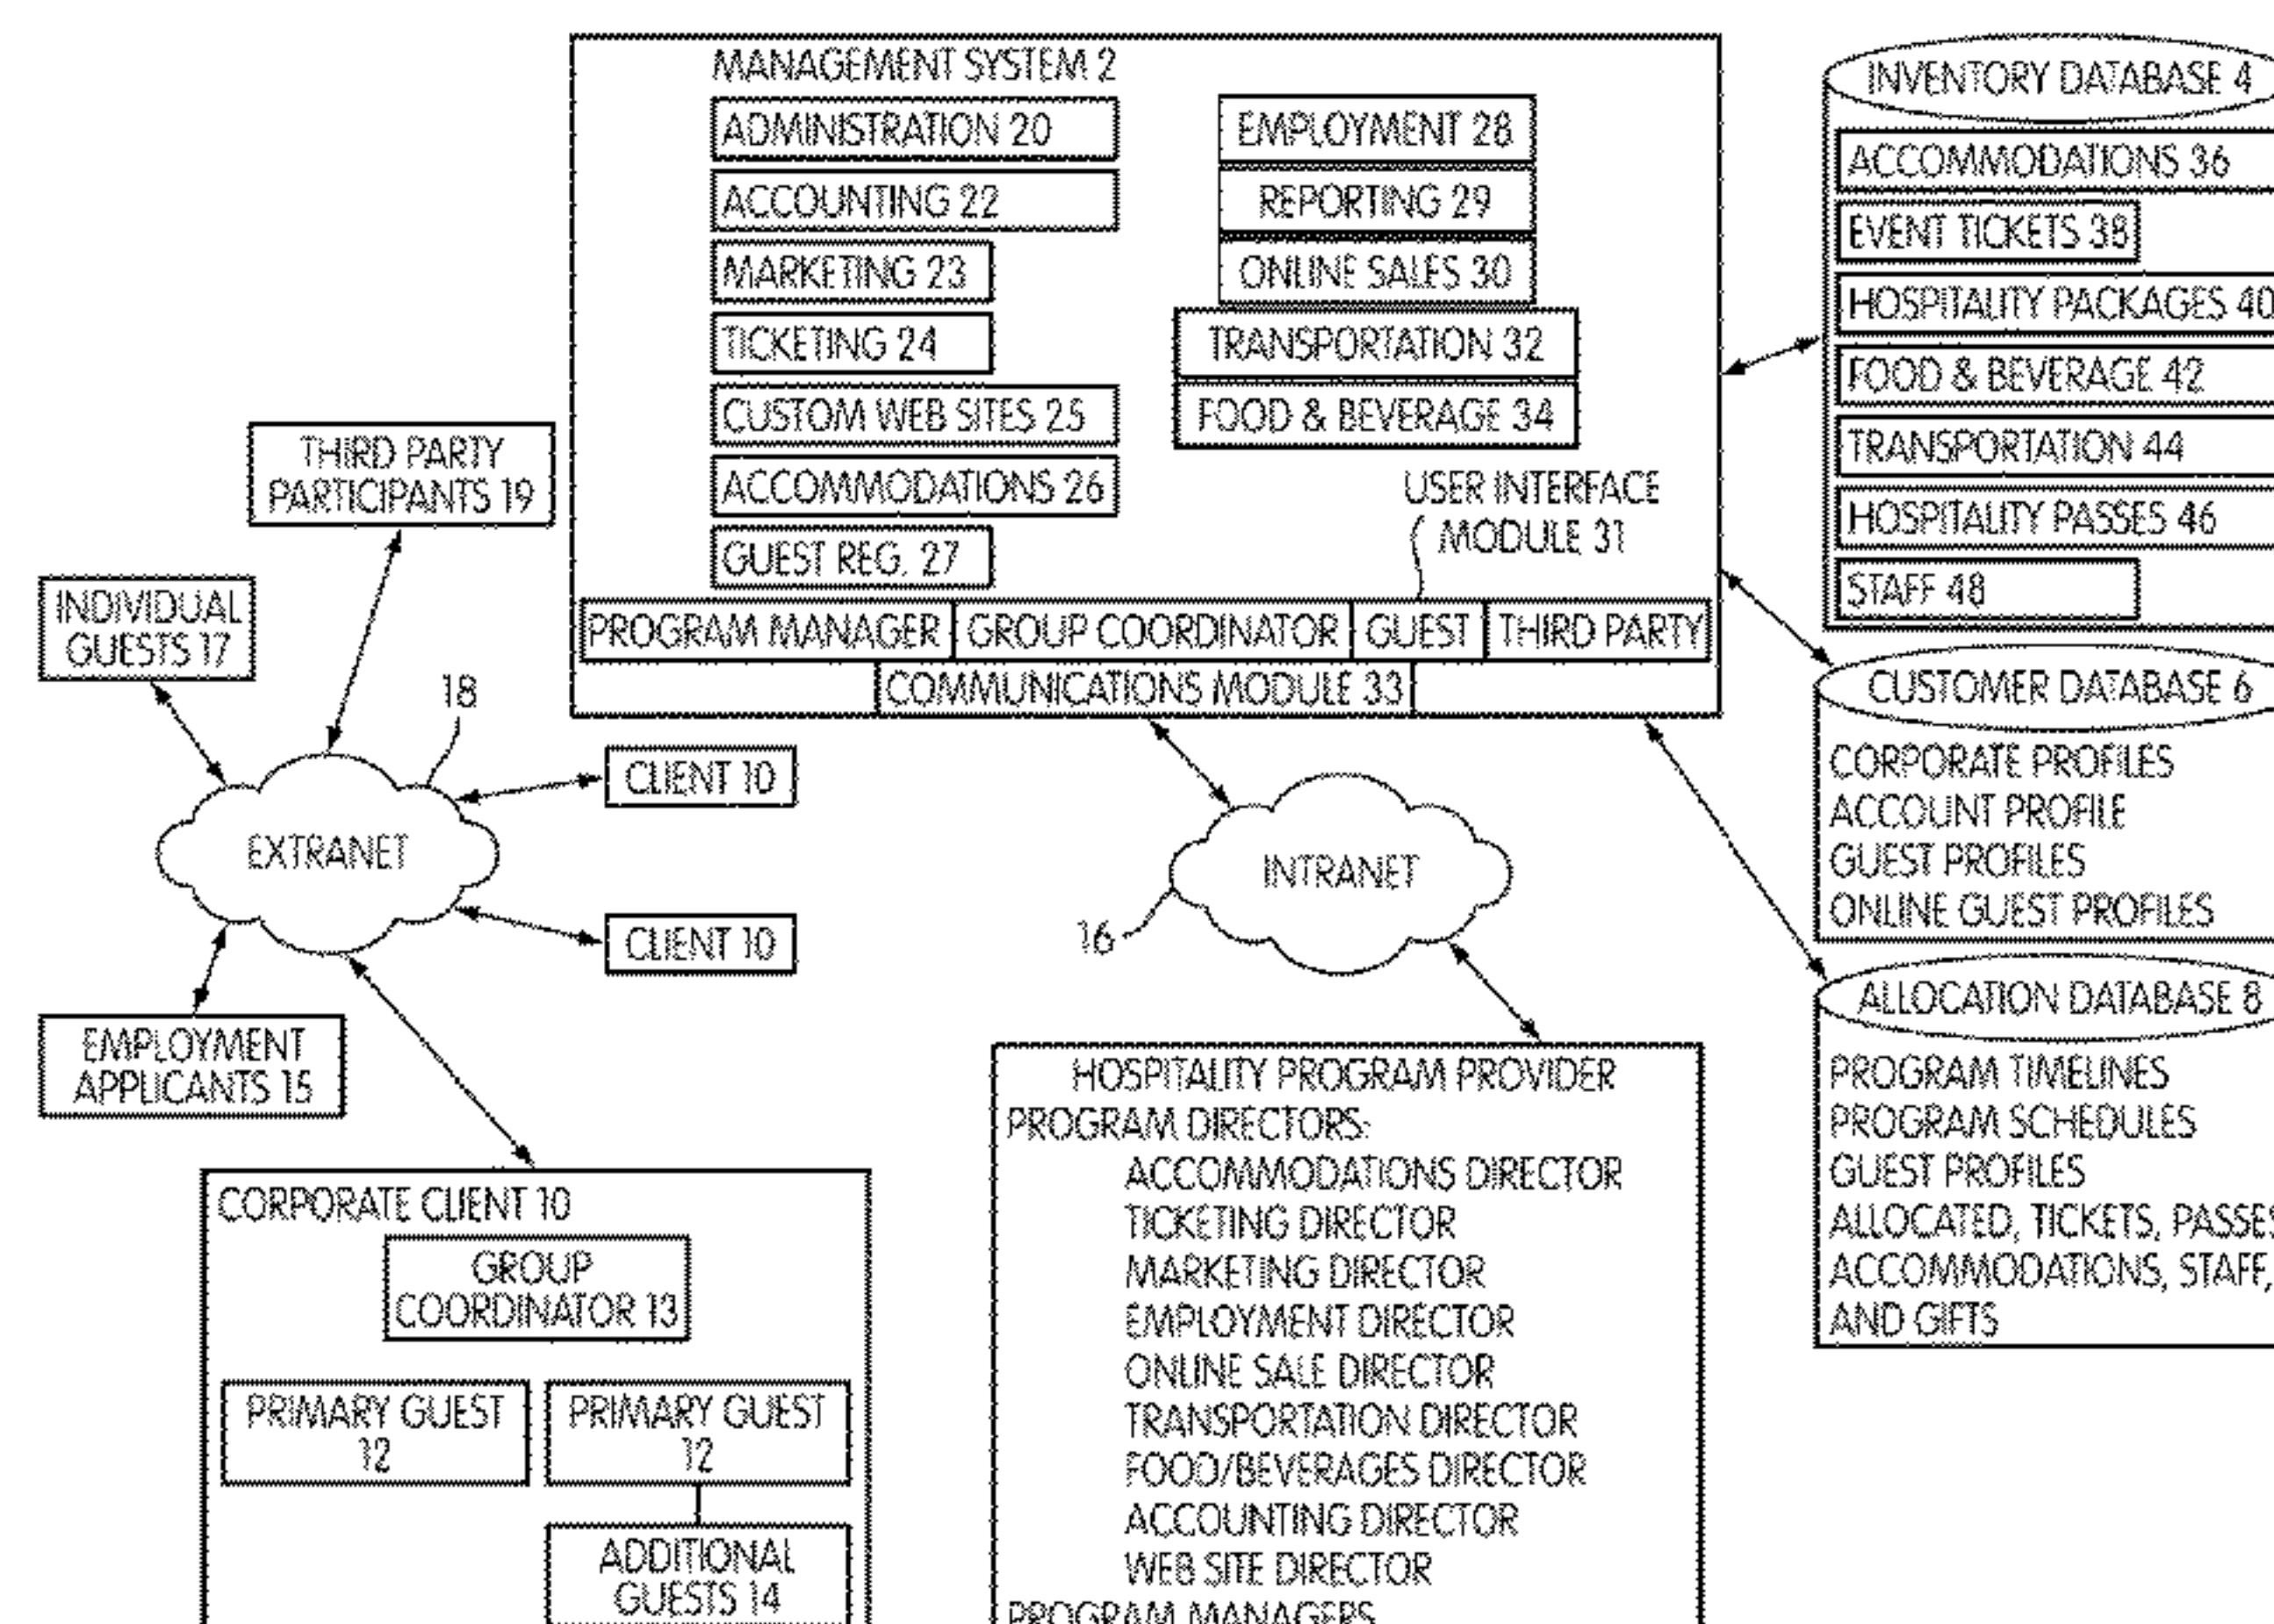 MANAGEMENT SYSTEM 2
ADMINISTRATION 20
ACCOUNTING 22
MARKETING 23
TICKETING 24
CUSTOM WEB SITES 25
ACCOMMODATIONS 26
GUEST REG. 27
EMPLOYMENT 28
REPORTING 29
ONLINE SALES 30
TRANSPORTATION 32
FOOD & BEVERAGE 34
USER INTERFACE
MODULE 31
PROGRAM MANAGER
GROUP COORDINATOR
GUEST
THIRD PARTY
COMMUNICATIONS MODULE 33
INVENTORY DATABASE 4
ACCOMMODATIONS 36
EVENT TICKETS 38
HOSPITALITY PACKAGES 40
FOOD & BEVERAGE 42
TRANSPORTATION 44
HOSPITALITY PASSES 46
STAFF 48
CUSTOMER DATABASE 6
CORPORATE PROFILES
ACCOUNT PROFILE
GUEST PROFILES
ONLINE GUEST PROFILES
ALLOCATION DATABASE 8
PROGRAM TIMELINES
PROGRAM SCHEDULES
GUEST PROFILES
ALLOCATED, TICKETS, PASSES
ACCOMMODATIONS, STAFF,
AND GIFTS
THIRD PARTY
PARTICIPANTS 19
INDIVIDUAL
GUESTS 17
18
EXTRANET
CLIENT 10
CLIENT 10
EMPLOYMENT
APPLICANTS 15
INTRANET
16
CORPORATE CLIENT 10
GROUP
COORDINATOR 13
PRIMARY GUEST
12
PRIMARY GUEST
12
ADDITIONAL
GUESTS 14
HOSPITALITY PROGRAM PROVIDER
PROGRAM DIRECTORS:
ACCOMMODATIONS DIRECTOR
TICKETING DIRECTOR
MARKETING DIRECTOR
EMPLOYMENT DIRECTOR
ONLINE SALE DIRECTOR
TRANSPORTATION DIRECTOR
FOOD/BEVERAGES DIRECTOR
ACCOUNTING DIRECTOR
WEB SITE DIRECTOR
PROGRAM MANAGERS